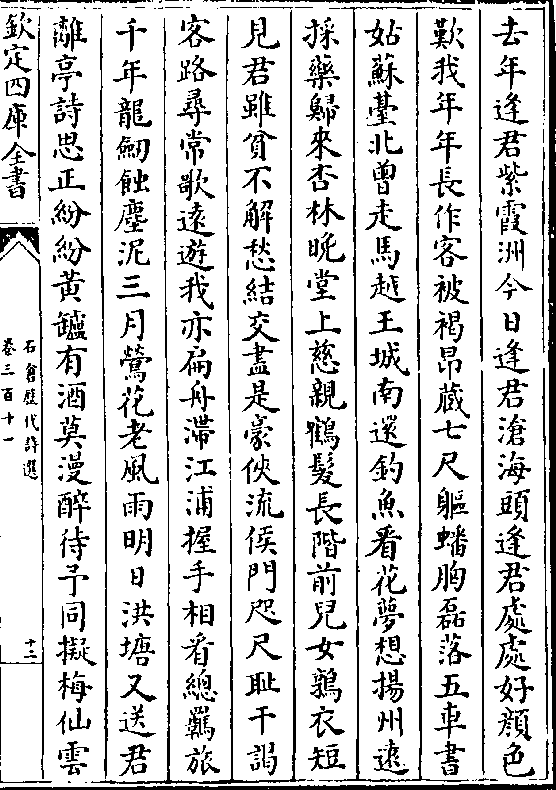 去年逢君紫霞洲今日逢君滄海頭逢君處處好顔色
歎我年年長作客被褐昂藏七尺軀蟠胸磊落五車書
姑蘇臺北曾走馬越王城南還釣魚看花夢想揚州遠
採藥歸來杏林晩堂上慈親鶴髮長階前兒女鶉衣短
見君雖貧不解愁結交盡是豪俠流侯門咫尺恥干謁
客路尋常歌遠遊我亦扁舟滯江浦握手相看總羈旅
千年龍劒蝕塵泥三月鶯花老風雨明日洪塘又送君
離亭詩思正紛紛黄罏有酒莫漫醉待予同擬梅仙雲
欽定四庫全書
石倉歷代詩選
卷三百十一
十二